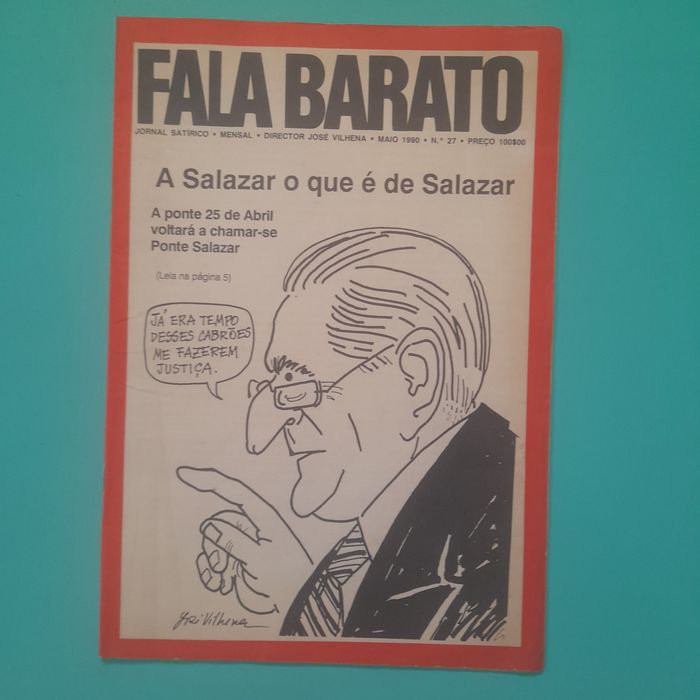 FALA BARATO
JORNAL SATÍRICO • MENSAL • DIRECTOR JOSÉ VILHENA • MAIO 1990 • N.º 27 • PREÇO 100$00
A Salazar o que é de Salazar
A ponte 25 de Abril
voltará a chamar-se
Ponte Salazar
(Leia na página 5)
JÁ ERA TEMPO
DESSES CABRÕES
ME FAZEREM
JUSTIÇA.
José Vilhena